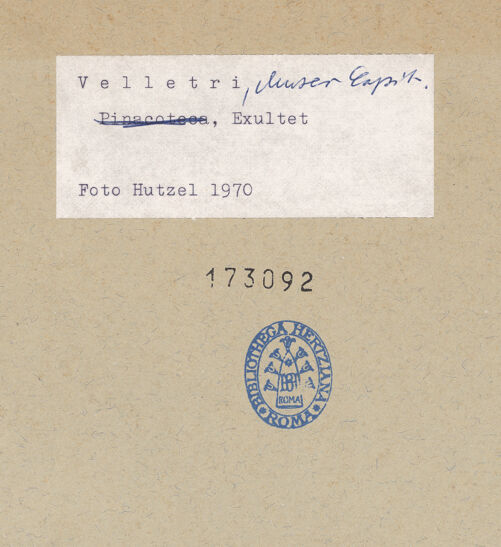 Velletri, Museo Capit.
Pinacoteca, Exultet
Foto Hutzel 1970
173092
BIBLIOTHECA HERTZIANA
ROMA
ROMA